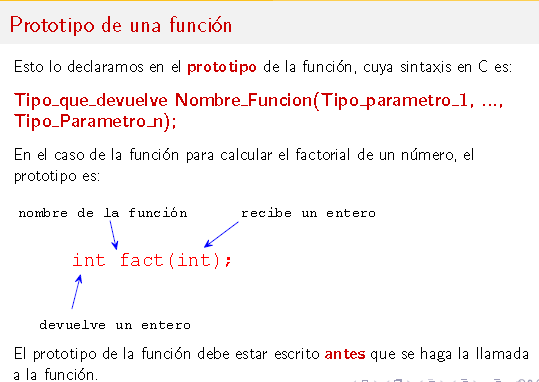 Prototipo de una función
Esto lo declaramos en el prototipo de la función, cuya sintaxis en C es:
Tipo_que_devuelve Nombre_Funcion(Tipo_parametro_1, ...,
Tipo_Parametro_n);
En el caso de la función para calcular el factorial de un número, el
prototipo es:
nombre de la función recibe un entero
int fact(int);
devuelve un entero
El prototipo de la función debe estar escrito antes que se haga la llamada
a la función.